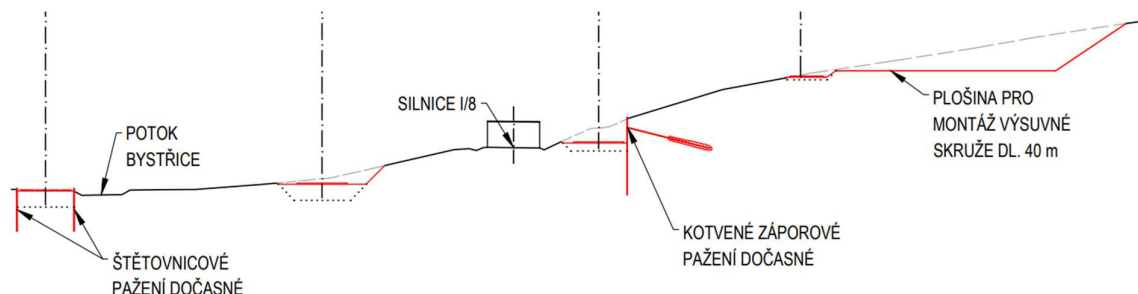 SILNICE I/8
POTOK
BYSTŘICE
PLOŠINA PRO
MONTÁŽ VÝSUVNÉ
SKRUŽE DL. 40 m
KOTVENÉ ZÁPOROVÉ
PAŽENÍ DOČASNÉ
ŠTĚTOVNICOVÉ
PAŽENÍ DOČASNÉ